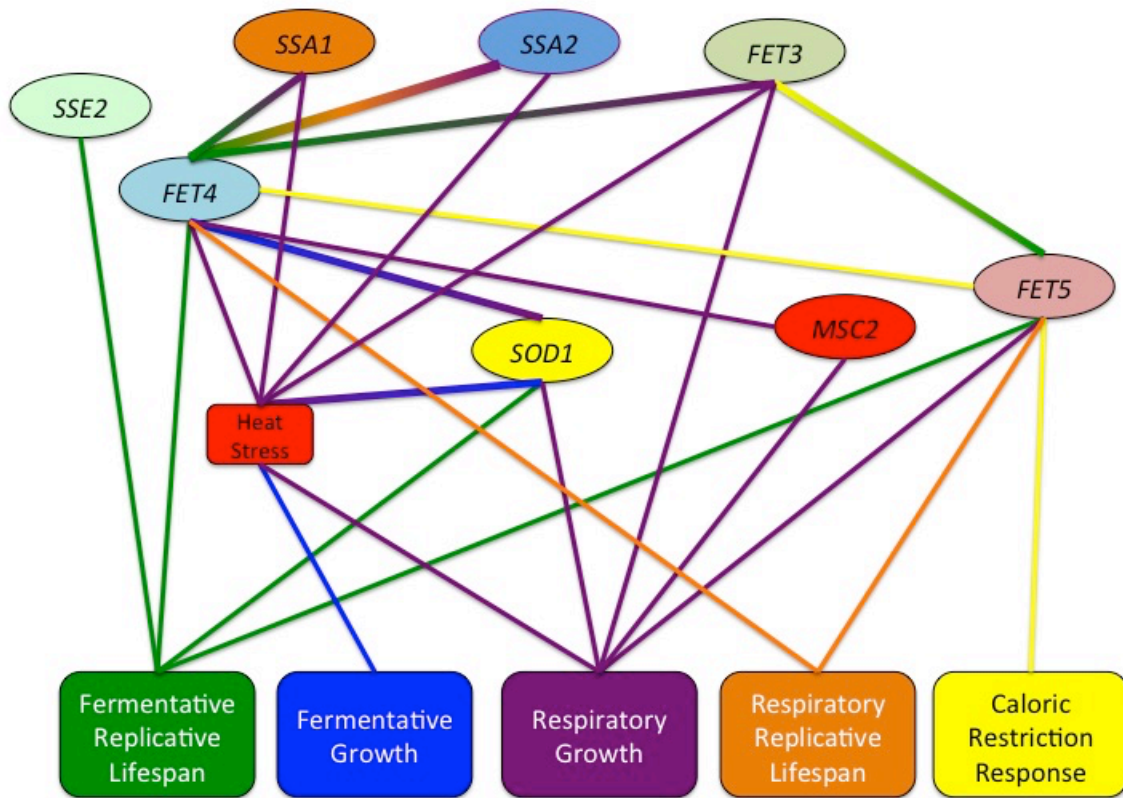 SSA1
SSA2
FET3
SSE2
FET4
FET5
MSC2
SOD1
Heat
Stress
Fermentative
Replicative
Lifespan
Fermentative
Growth
Respiratory
Growth
Respiratory
Replicative
Lifespan
Caloric
Restriction
Response